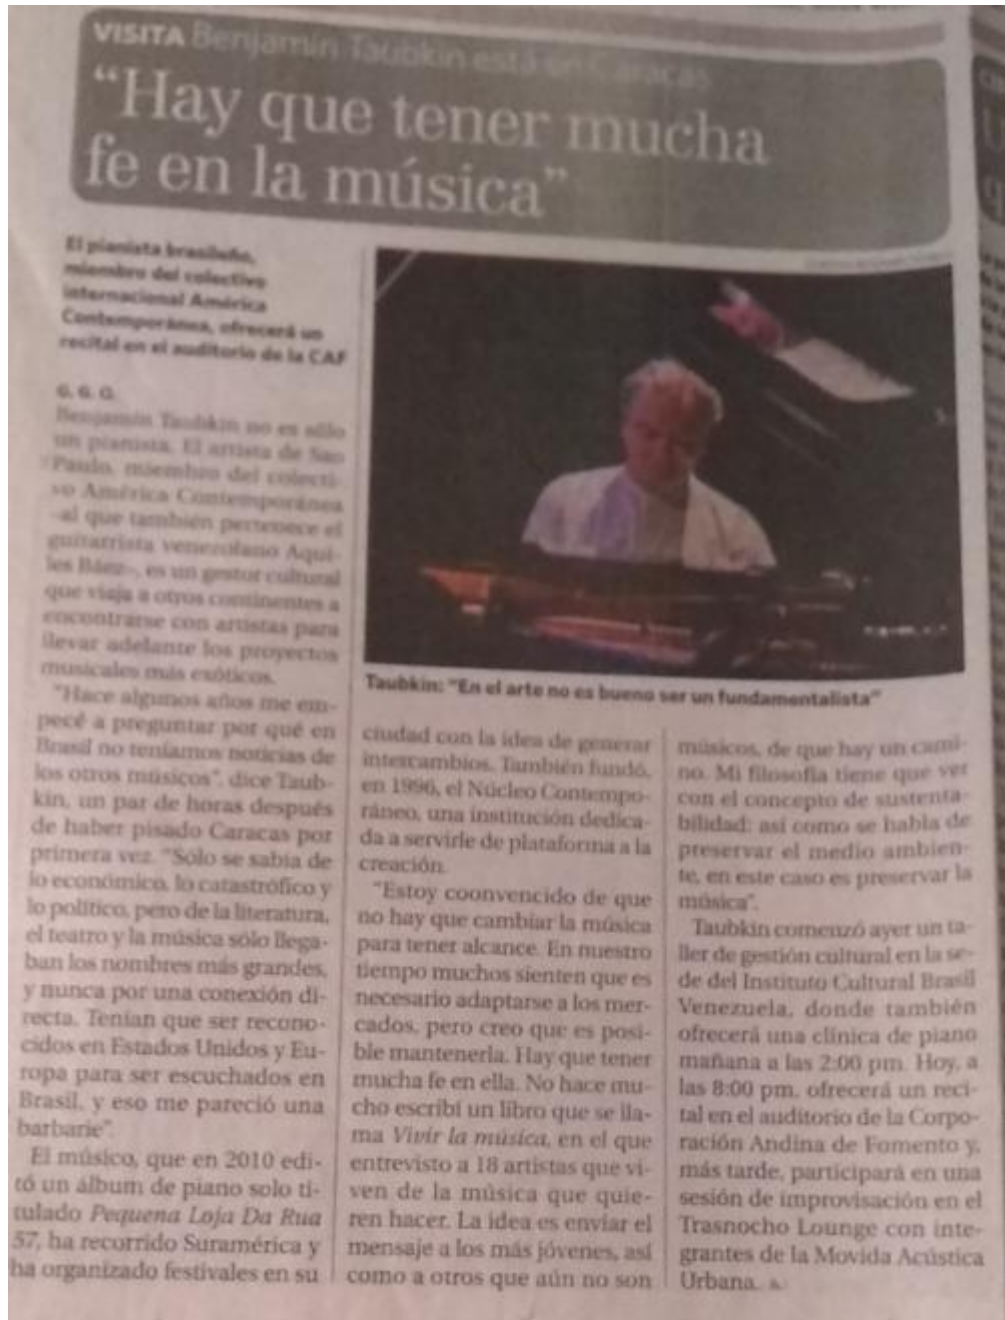 VISITA Benjamín Taubkin está en Caracas
“Hay que tener mucha
fe en la música”
El pianista brasileño,
miembro del colectivo
internacional América
Contemporánea, ofrecerá un
recital en el auditorio de la CAF
G. G. O.
Benjamín Taubkin no es sólo
un pianista. El artista de Sao
Paulo, miembro del colecti-
vo América Contemporánea
–al que también pertenece el
guitarrista venezolano Aqui-
les Báez–, es un gestor cultural
que viaja a otros continentes a
encontrarse con artistas para
llevar adelante los proyectos
musicales más exóticos.
“Hace algunos años me em-
pecé a preguntar por qué en
Brasil no teníamos noticias de
los otros músicos”, dice Taub-
kin, un par de horas después
de haber pisado Caracas por
primera vez. “Sólo se sabía de
lo económico, lo catastrófico y
lo político, pero de la literatura,
el teatro y la música sólo llega-
ban los nombres más grandes,
y nunca por una conexión di-
recta. Tenían que ser recono-
cidos en Estados Unidos y Eu-
ropa para ser escuchados en
Brasil, y eso me pareció una
barbarie”.
El músico, que en 2010 edi-
tó un álbum de piano solo ti-
tulado Pequena Loja Da Rua
57, ha recorrido Suramérica y
ha organizado festivales en su
Taubkin: “En el arte no es bueno ser un fundamentalista”
ciudad con la idea de generar
intercambios. También fundó,
en 1996, el Núcleo Contempo-
ráneo, una institución dedica-
da a servirle de plataforma a la
creación.
“Estoy coonvencido de que
no hay que cambiar la música
para tener alcance. En nuestro
tiempo muchos sienten que es
necesario adaptarse a los mer-
cados, pero creo que es posi-
ble mantenerla. Hay que tener
mucha fe en ella. No hace mu-
cho escribí un libro que se lla-
ma Vivir la música, en el que
entrevisto a 18 artistas que vi-
ven de la música que quie-
ren hacer. La idea es enviar el
mensaje a los más jóvenes, así
como a otros que aún no son
músicos, de que hay un cami-
no. Mi filosofía tiene que ver
con el concepto de sustenta-
bilidad: así como se habla de
preservar el medio ambien-
te, en este caso es preservar la
música”.
Taubkin comenzó ayer un ta-
ller de gestión cultural en la se-
de del Instituto Cultural Brasil
Venezuela, donde también
ofrecerá una clínica de piano
mañana a las 2:00 pm. Hoy, a
las 8:00 pm, ofrecerá un reci-
tal en el auditorio de la Corpo-
ración Andina de Fomento y,
más tarde, participará en una
sesión de improvisación en el
Trasnocho Lounge con inte-
grantes de la Movida Acústica
Urbana.